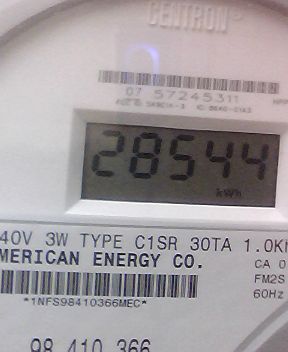 CENTRON®
07 57245311
28544
kWh
40V 3W TYPE C1SR 30TA 1.0K
MERICAN ENERGY CO.
CA 0
FM2S
60Hz
*1NFS98410366MEC*
98 410 366